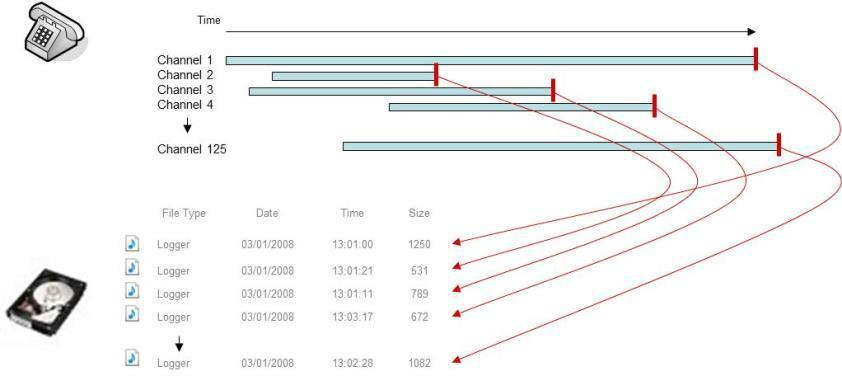 Time
Channel 1
Channel 2
Channel 3
Channel 4
Channel 125
File Type Date Time Size
Logger 03/01/2008 13:01:00 1250
Logger 03/01/2008 13:01:21 531
Logger 03/01/2008 13:01:11 789
Logger 03/01/2008 13:03:17 672
Logger 03/01/2008 13:02:28 1082